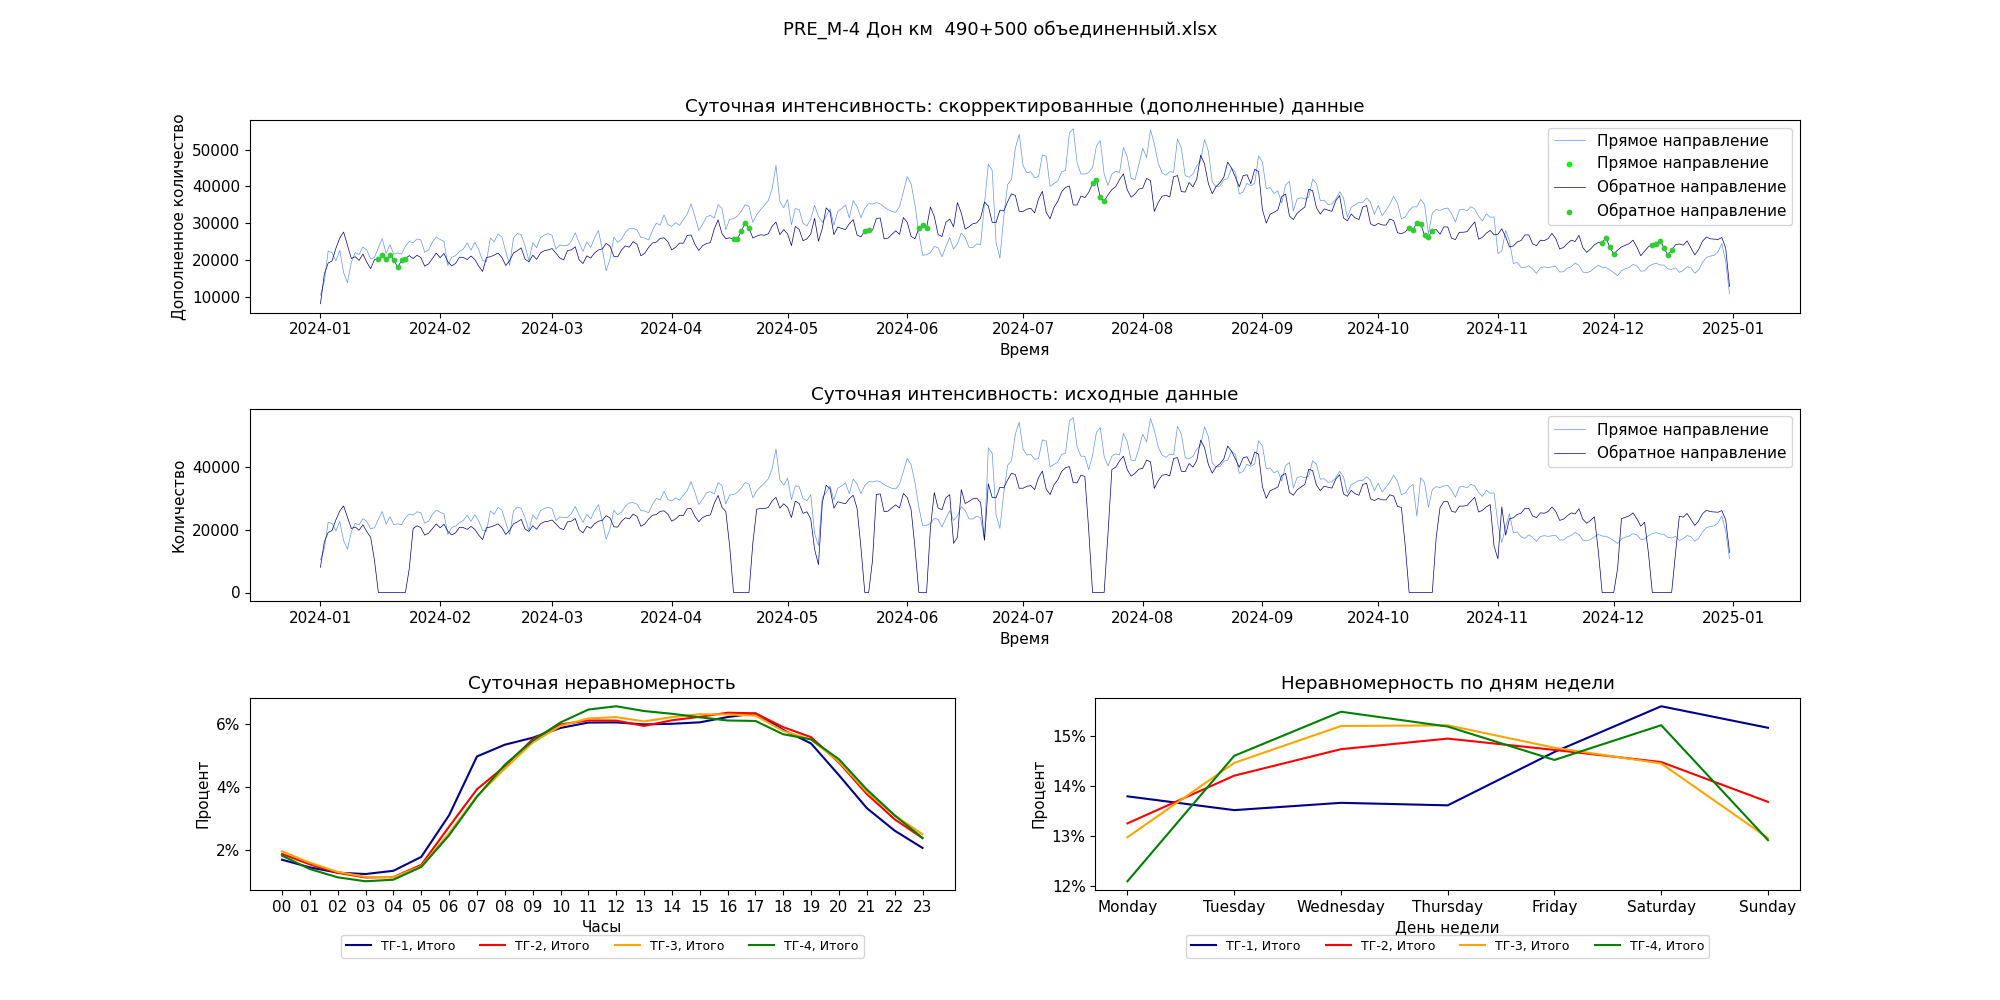 PRE_M-4 Дон км  490+500 объединенный.xlsx
Суточная интенсивность: скорректированные (дополненные) данные
Дополненное количество
50000
40000
30000
20000
10000
Прямое направление
Прямое направление
Обратное направление
Обратное направление
2024-01 2024-02 2024-03 2024-04 2024-05 2024-06 2024-07 2024-08 2024-09 2024-10 2024-11 2024-12 2025-01
Время
Суточная интенсивность: исходные данные
Количество
40000
20000
0
Прямое направление
Обратное направление
2024-01 2024-02 2024-03 2024-04 2024-05 2024-06 2024-07 2024-08 2024-09 2024-10 2024-11 2024-12 2025-01
Время
Суточная неравномерность
Процент
6%
4%
2%
00 01 02 03 04 05 06 07 08 09 10 11 12 13 14 15 16 17 18 19 20 21 22 23
Часы
ТГ-1, Итого ТГ-2, Итого ТГ-3, Итого ТГ-4, Итого
Неравномерность по дням недели
Процент
15%
14%
13%
12%
Monday Tuesday Wednesday Thursday Friday Saturday Sunday
День недели
ТГ-1, Итого ТГ-2, Итого ТГ-3, Итого ТГ-4, Итого